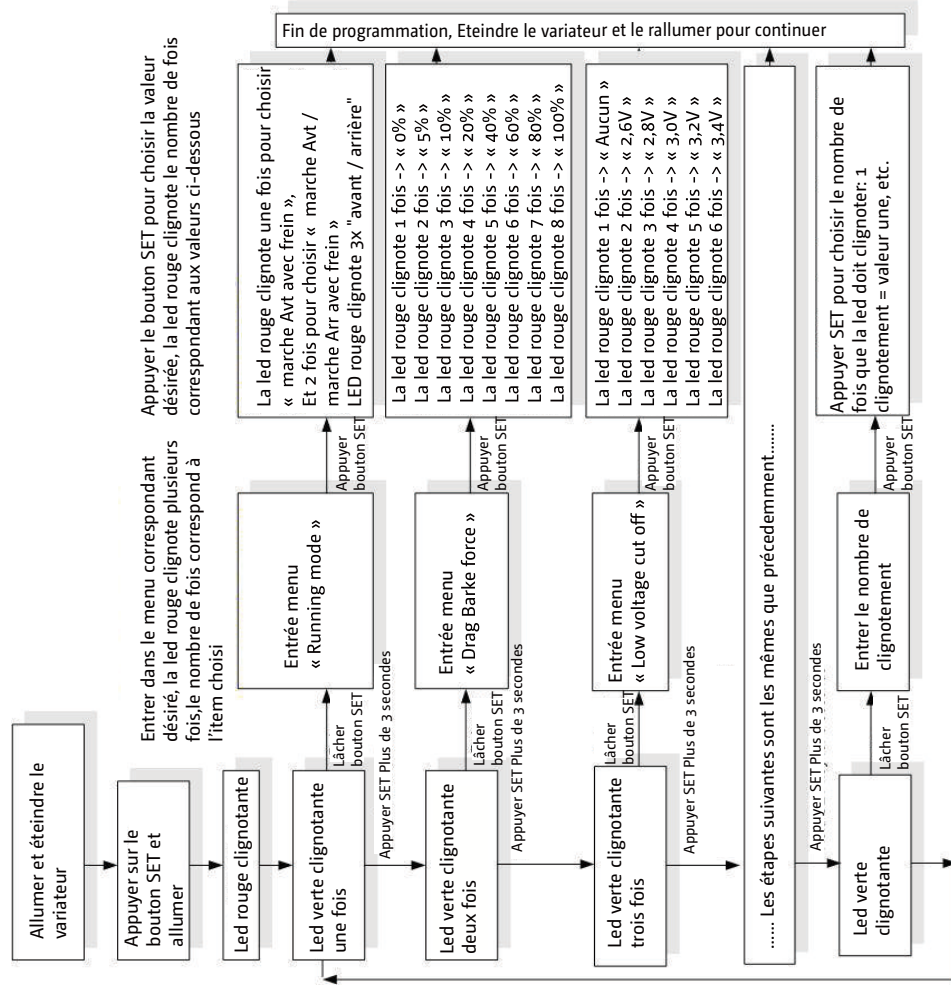 Allumer et éteindre le
variateur
Appuyer sur le
bouton SET et
allumer
Led rouge clignotante
Entrer dans le menu correspondant
désiré, la led rouge clignote plusieurs
fois,le nombre de fois correspond à
l'item choisi
Appuyer le bouton SET pour choisir la valeur
désirée, la led rouge clignote le nombre de fois
correspondant aux valeurs ci-dessous
Led verte clignotante
une fois
Lâcher
bouton SET
Entrée menu
« Running mode »
Appuyer
bouton SET
La led rouge clignote une fois pour choisir
« marche Avt avec frein »,
Et 2 fois pour choisir « marche Avt /
marche Arr avec frein »
LED rouge clignote 3x "avant / arrière"
Appuyer SET Plus de 3 secondes
Led verte clignotante
deux fois
Lâcher
bouton SET
Entrée menu
« Drag Barke force »
Appuyer
bouton SET
La led rouge clignote 1 fois -> « 0% »
La led rouge clignote 2 fois -> « 5% »
La led rouge clignote 3 fois -> « 10% »
La led rouge clignote 4 fois -> « 20% »
La led rouge clignote 5 fois -> « 40% »
La led rouge clignote 6 fois -> « 60% »
La led rouge clignote 7 fois -> « 80% »
La led rouge clignote 8 fois -> « 100% »
Appuyer SET Plus de 3 secondes
Led verte clignotante
trois fois
Lâcher
bouton SET
Entrée menu
« Low voltage cut off »
Appuyer
bouton SET
La led rouge clignote 1 fois -> « Aucun »
La led rouge clignote 2 fois -> « 2,6V »
La led rouge clignote 3 fois -> « 2,8V »
La led rouge clignote 4 fois -> « 3,0V »
La led rouge clignote 5 fois -> « 3,2V »
La led rouge clignote 6 fois -> « 3,4V »
Appuyer SET Plus de 3 secondes
...... Les étapes suivantes sont les mêmes que précedemment.......
Appuyer SET Plus de 3 secondes
Led verte
clignotante
Lâcher
bouton SET
Entrer le nombre de
clignotement
Appuyer
bouton SET
Appuyer SET pour choisir le nombre de
fois que la led doit clignoter: 1
clignotement = valeur une, etc.
Fin de programmation, Eteindre le variateur et le rallumer pour continuer